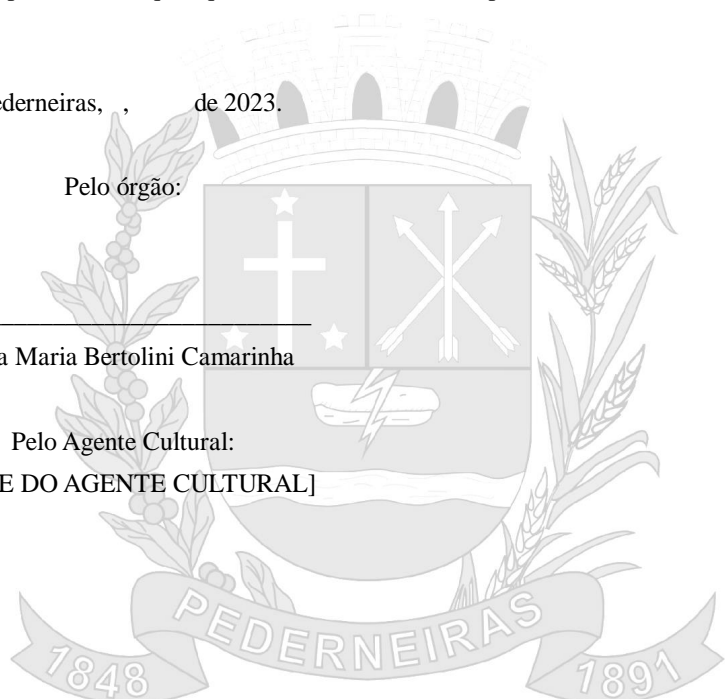 ederneiras, , de 2023.
Pelo órgão:
a Maria Bertolini Camarinha
Pelo Agente Cultural:
E DO AGENTE CULTURAL]
PEDERNEIRAS
1848
1891